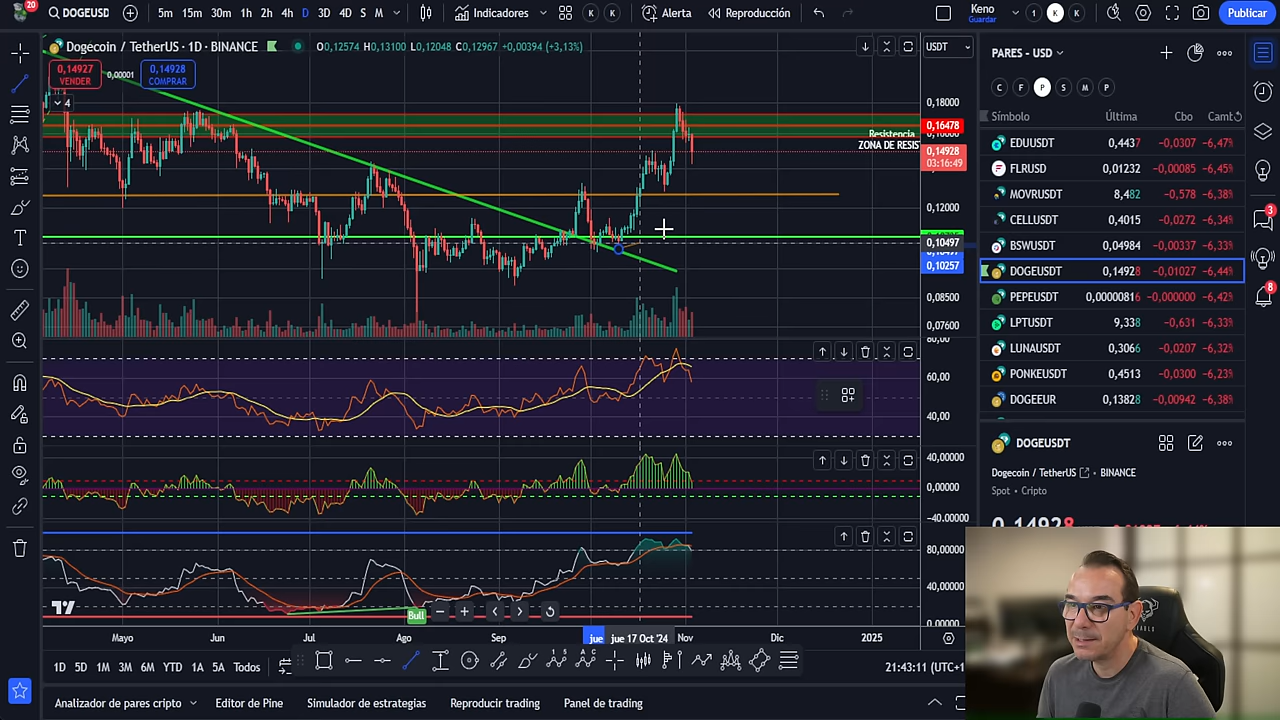 20
DOGEUSD
5m 15m 30m 1h 2h 4h D 3D 4D S M
Indicadores
K K
Alerta
Reproducción
Keno
Guardar
1 K K
Publicar
Dogecoin / TetherUS · 1D · BINANCE
O0,12574 H0,13100 L0,12048 C0,12967 +0,00394 (+3,13%)
USDT
0,14927
VENDER
0,00001
0,14928
COMPRAR
4
0,18000
0,16478
Resistencia
ZONA DE RESIS
0,14928
03:16:49
0,12000
0,10497
0,10257
0,08500
0,07600
80,00
60,00
40,00
40,00000
0,00000
−40.00000
80,00000
40,00000
0.00000
Bull
Mayo Jun Jul Ago Sep jue jue 17 Oct '24 Nov Dic 2025
1D 5D 1M 3M 6M YTD 1A 5A Todos
21:43:11 (UTC+1
Analizador de pares cripto
Editor de Pine
Simulador de estrategias
Reproducir trading
Panel de trading
PARES - USD
C F P S M P
Símbolo Última Cbo Camt
EDUUSDT 0,4437 −0,0307 −6,47%
FLRUSD 0,01232 −0,00085 −6,45%
MOVRUSDT 8,482 −0,578 −6,38%
CELLUSDT 0,4015 −0,0272 −6,34%
BSWUSDT 0,04984 −0,00337 −6,33%
DOGEUSDT 0,14928 −0,01027 −6,44%
PEPEUSDT 0,00000816 −0,000000 −6,42%
LPTUSDT 9,338 −0,631 −6,33%
LUNAUSDT 0,3066 −0,0207 −6,32%
PONKEUSDT 0,4513 −0,0300 −6,23%
DOGEEUR 0,13828 −0,00942 −6,38%
DOGEUSDT
Dogecoin / TetherUS · BINANCE
Spot · Cripto
0,14928
3
8